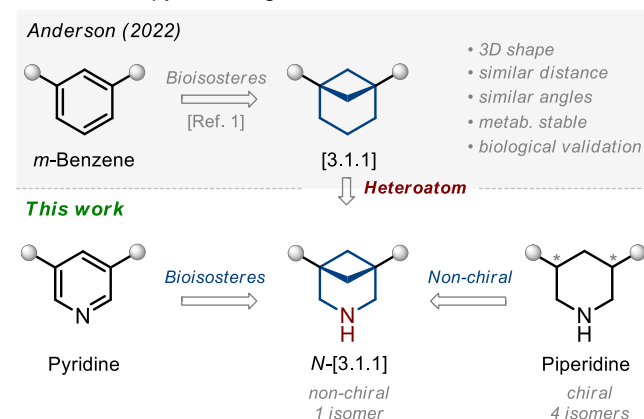 Anderson (2022)
Bioisosteres
[Ref. 1]
• 3D shape
• similar distance
• similar angles
• metab. stable
• biological validation
m-Benzene
[3.1.1]
Heteroatom
This work
Bioisosteres
Non-chiral
* *
N
N
H
N
H
Pyridine
N-[3.1.1]
Piperidine
non-chiral
chiral
1 isomer
4 isomers